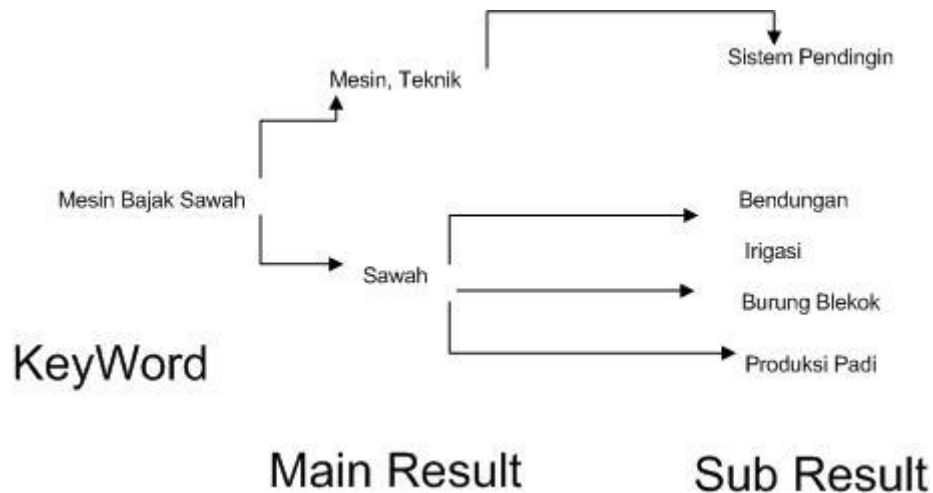 Sistem Pendingin
Mesin, Teknik
Mesin Bajak Sawah
Bendungan
Irigasi
Sawah
Burung Blekok
KeyWord
Produksi Padi
Main Result
Sub Result